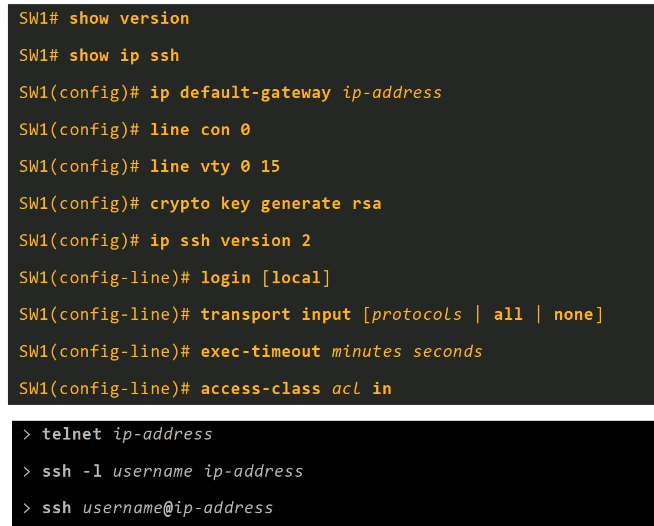 SW1# show version
SW1# show ip ssh
SW1(config)# ip default-gateway ip-address
SW1(config)# line con 0
SW1(config)# line vty 0 15
SW1(config)# crypto key generate rsa
SW1(config)# ip ssh version 2
SW1(config-line)# login [local]
SW1(config-line)# transport input [protocols | all | none]
SW1(config-line)# exec-timeout minutes seconds
SW1(config-line)# access-class acl in
> telnet ip-address
> ssh -l username ip-address
> ssh username@ip-address